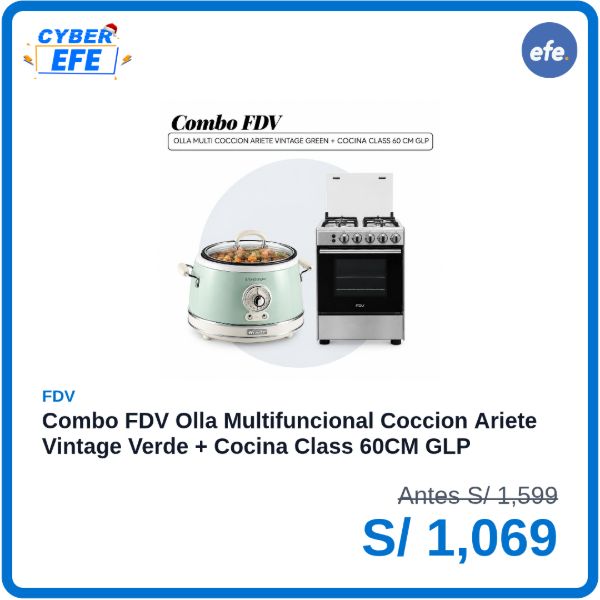 CYBER
EFE
efe.
Combo FDV
OLLA MULTI COCCION ARIETE VINTAGE GREEN + COCINA CLASS 60 CM GLP
FDV
FDV
Combo FDV Olla Multifuncional Coccion Ariete
Vintage Verde + Cocina Class 60CM GLP
Antes S/ 1,599
S/ 1,069